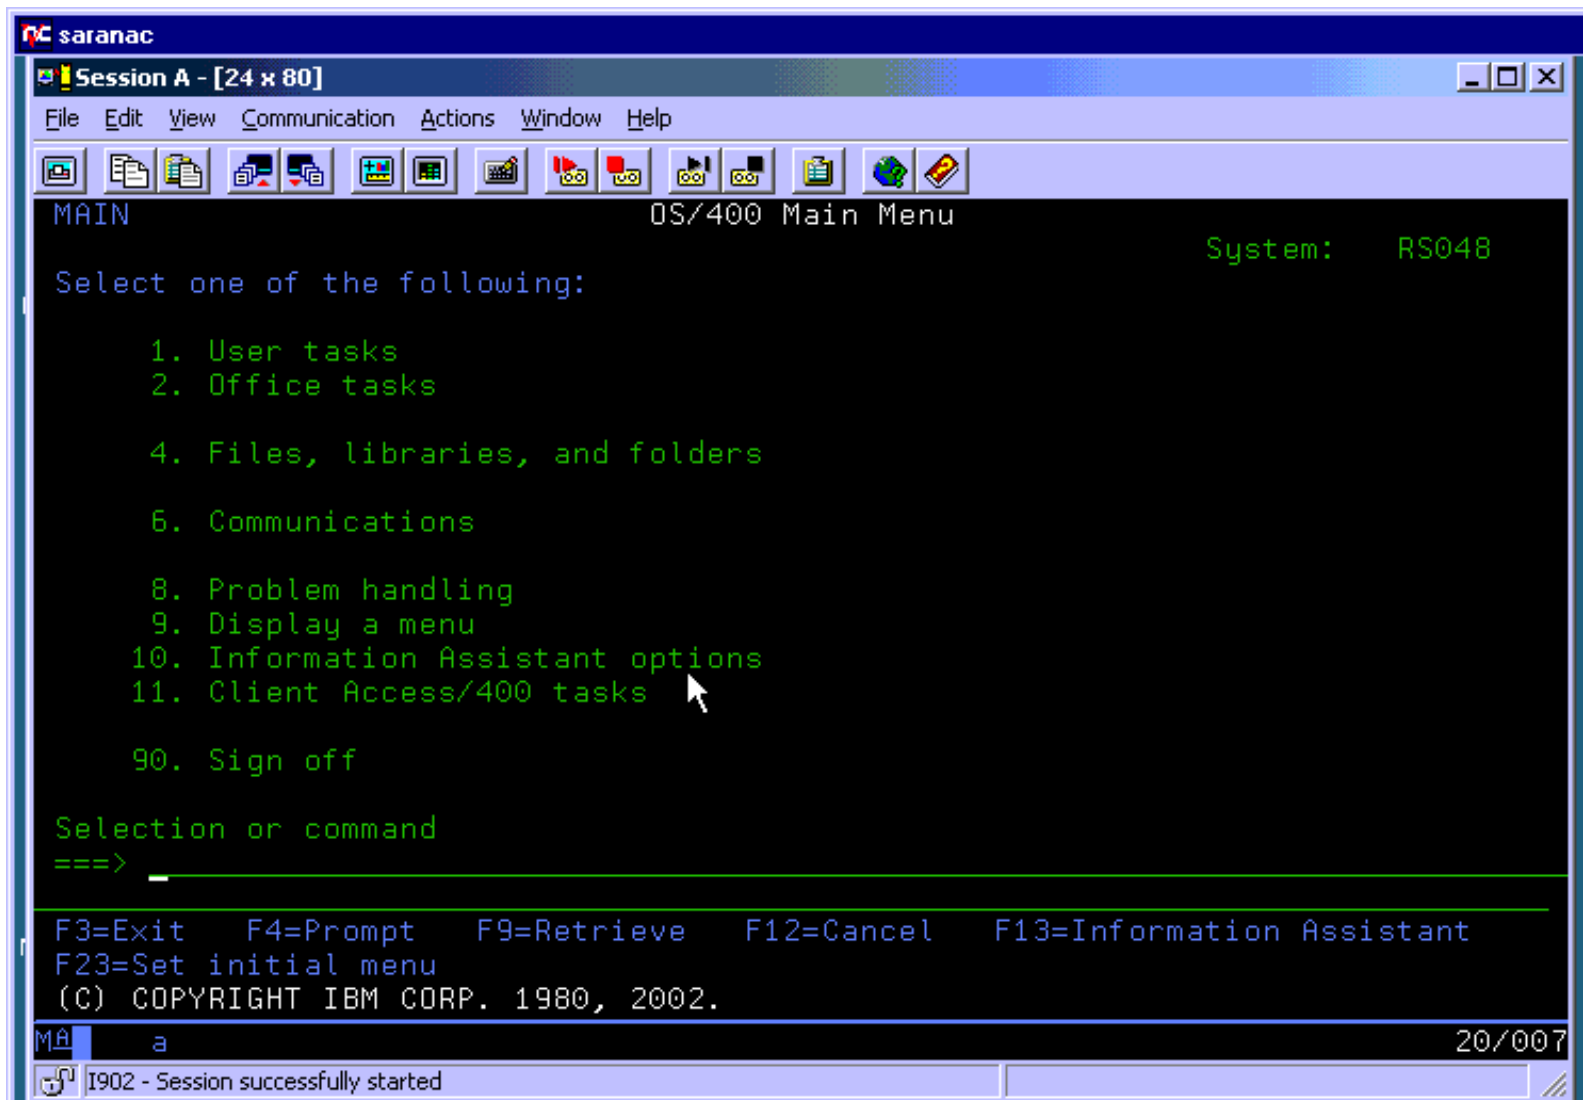 saranac
Session A - [24 x 80]
File Edit View Communication Actions Window Help
MAIN OS/400 Main Menu
System: RS048
Select one of the following:
1. User tasks
2. Office tasks
4. Files, libraries, and folders
6. Communications
8. Problem handling
9. Display a menu
10. Information Assistant options
11. Client Access/400 tasks
90. Sign off
Selection or command
===>
F3=Exit F4=Prompt F9=Retrieve F12=Cancel F13=Information Assistant
F23=Set initial menu
(C) COPYRIGHT IBM CORP. 1980, 2002.
MA a 20/007
I902 - Session successfully started